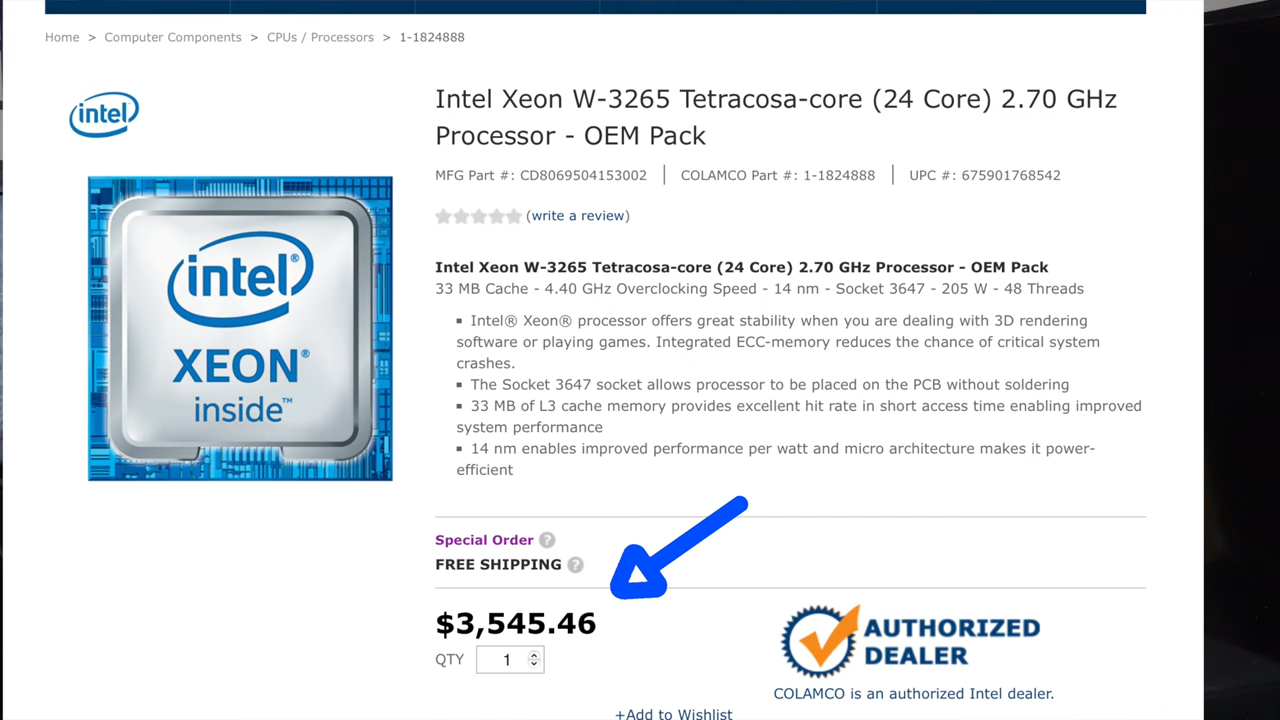 Home > Computer Components > CPUs / Processors > 1-1824888
intel
Intel Xeon W-3265 Tetracosa-core (24 Core) 2.70 GHz
Processor - OEM Pack
MFG Part #: CD8069504153002 | COLAMCO Part #: 1-1824888 | UPC #: 675901768542
(write a review)
intel®
XEON®
inside™
Intel Xeon W-3265 Tetracosa-core (24 Core) 2.70 GHz Processor - OEM Pack
33 MB Cache - 4.40 GHz Overclocking Speed - 14 nm - Socket 3647 - 205 W - 48 Threads
▪ Intel® Xeon® processor offers great stability when you are dealing with 3D rendering
software or playing games. Integrated ECC-memory reduces the chance of critical system
crashes.
▪ The Socket 3647 socket allows processor to be placed on the PCB without soldering
▪ 33 MB of L3 cache memory provides excellent hit rate in short access time enabling improved
system performance
▪ 14 nm enables improved performance per watt and micro architecture makes it power-
efficient
Special Order ?
FREE SHIPPING ?
$3,545.46
QTY 1
AUTHORIZED
DEALER
COLAMCO is an authorized Intel dealer.
+Add to Wishlist